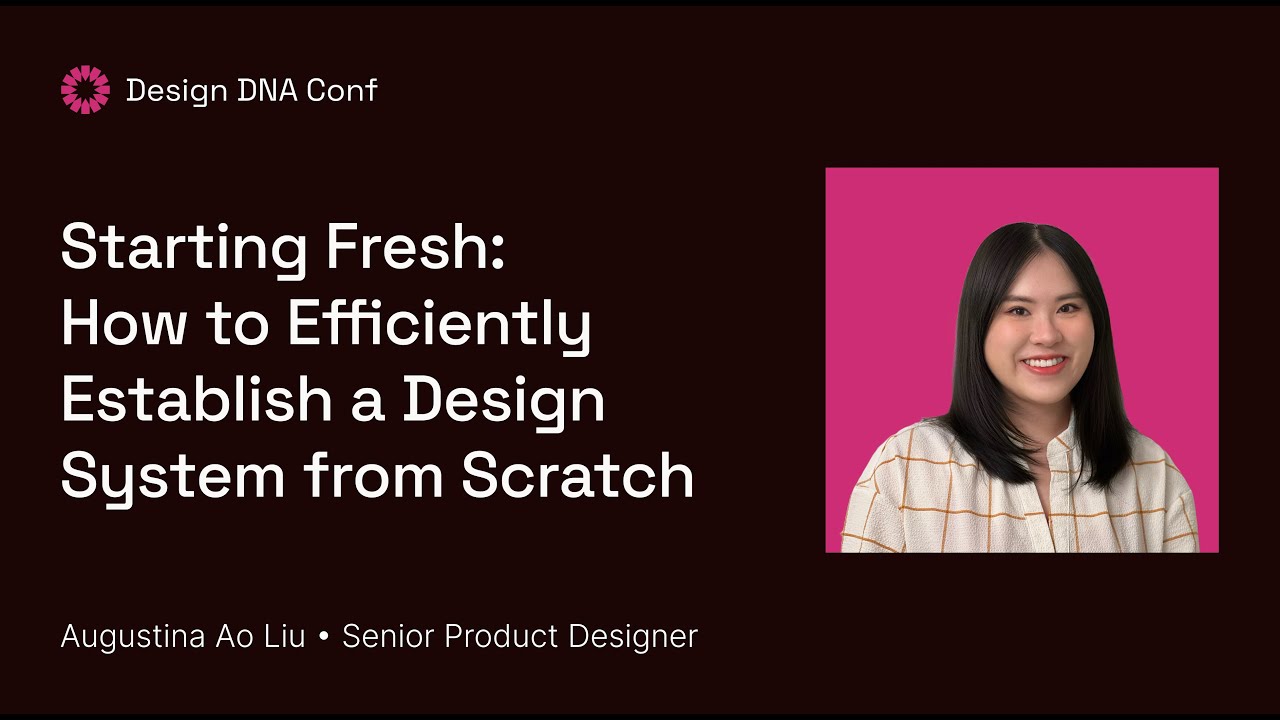 Design DNA Conf
Starting Fresh:
How to Efficiently
Establish a Design
System from Scratch
Augustina Ao Liu • Senior Product Designer